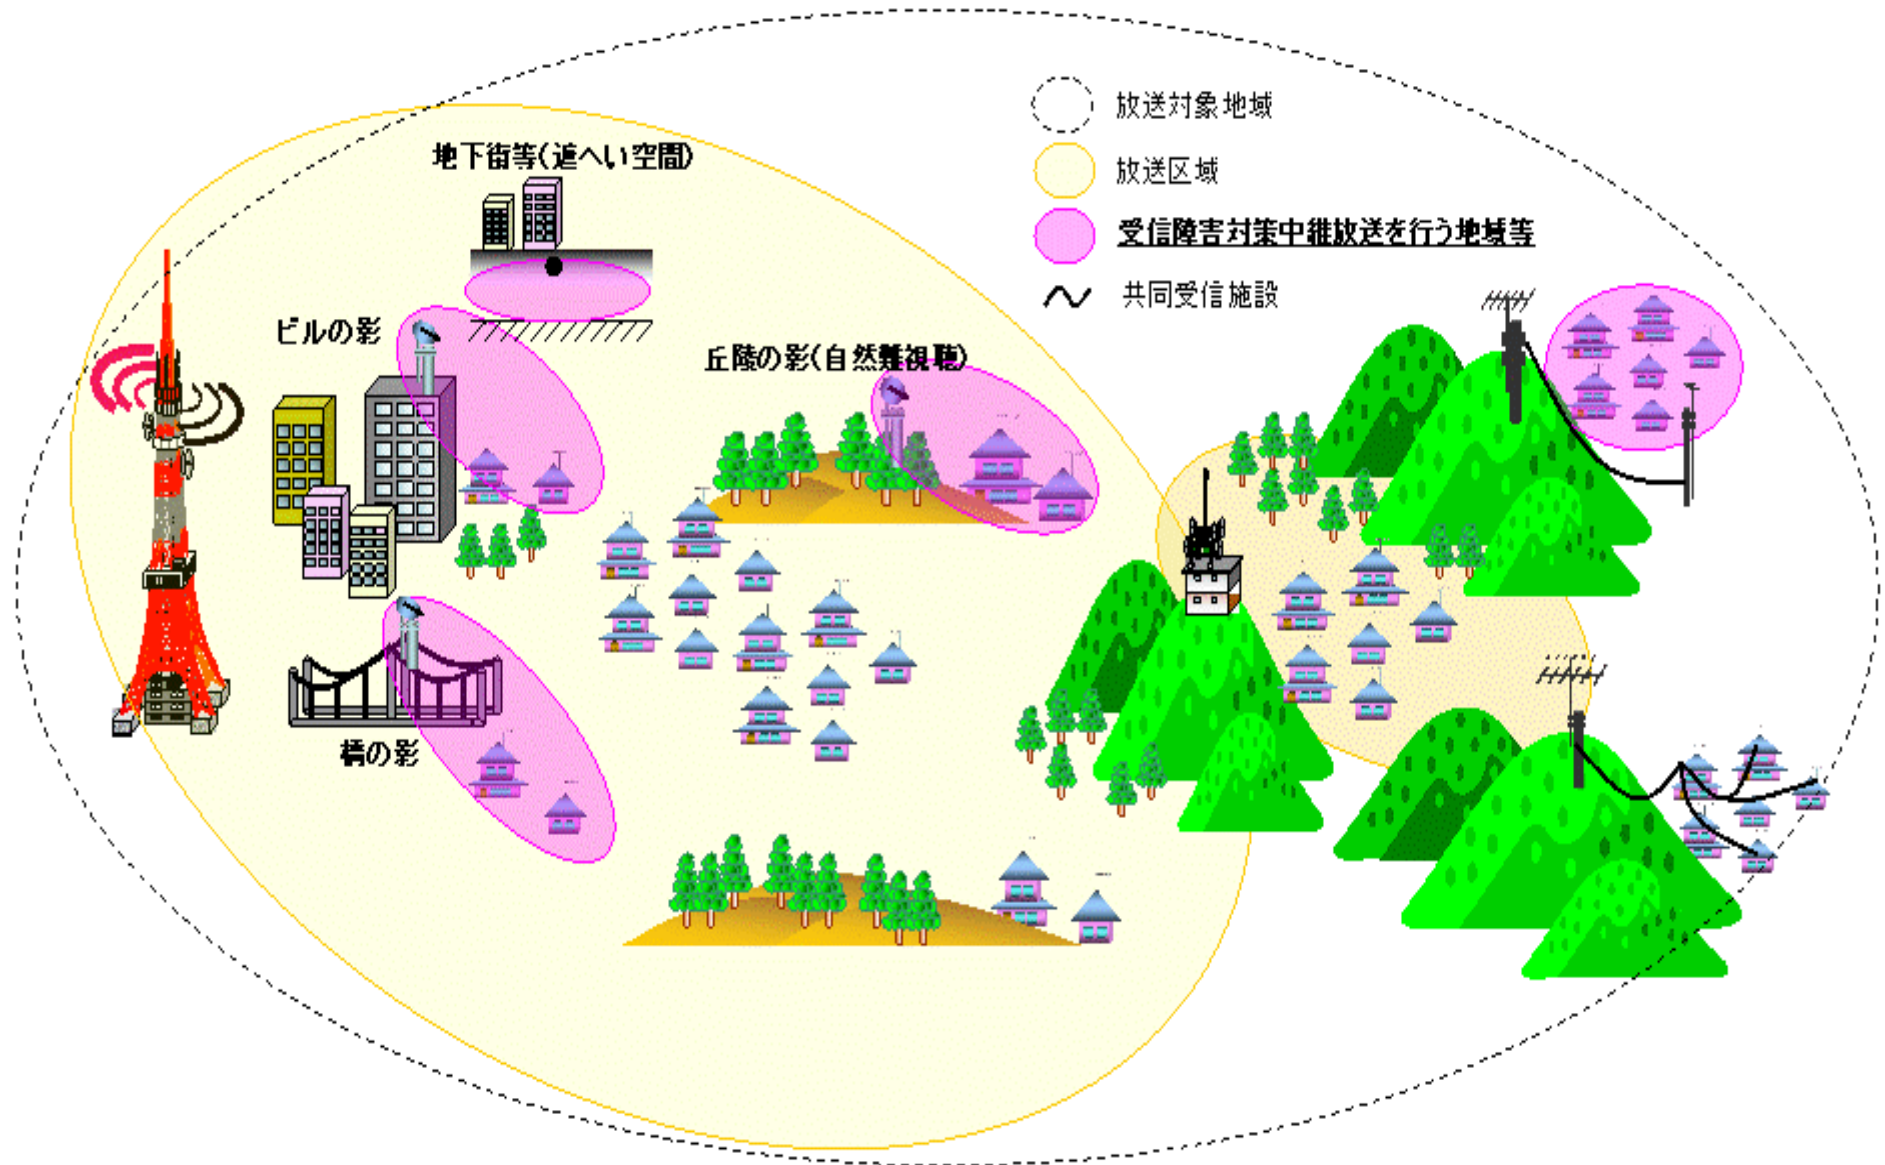 放送対象地域
放送区域
受信障害対策中継放送を行う地域等
共同受信施設
地下街等(遮へい空間)
ビルの影
丘陵の影(自然難視聴)
橋の影